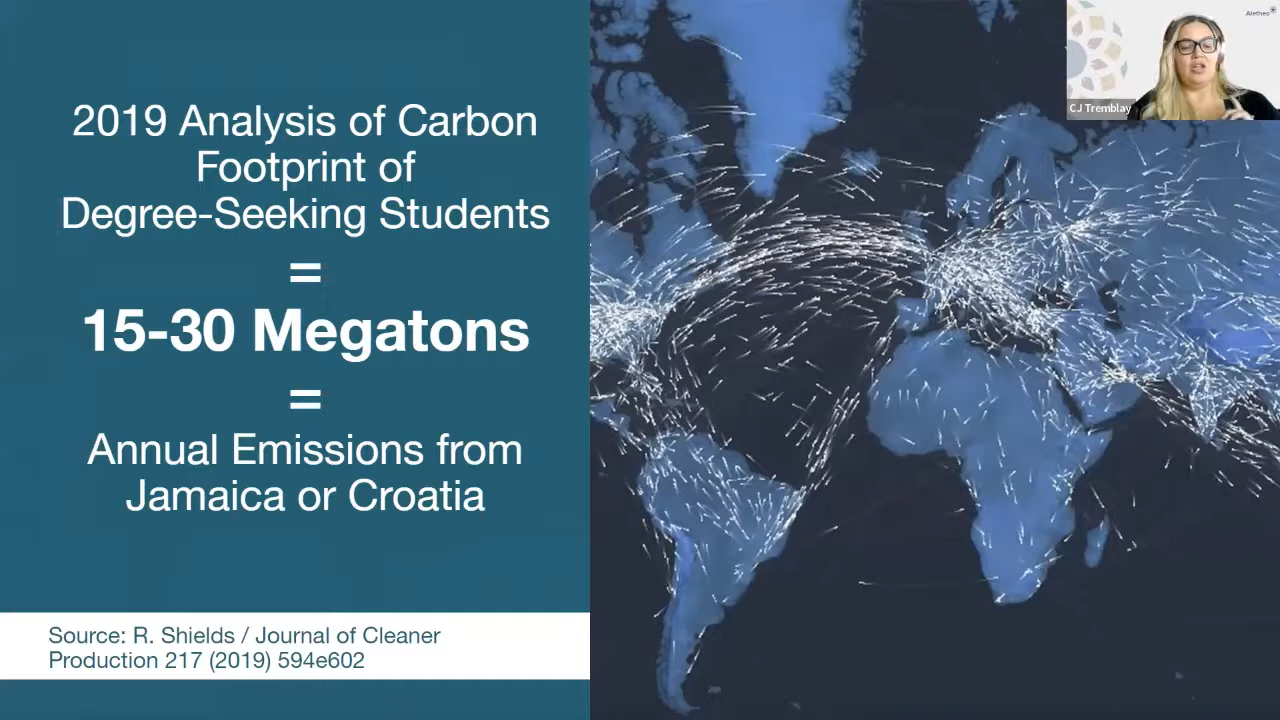 2019 Analysis of Carbon
Footprint of
Degree-Seeking Students
=
15-30 Megatons
=
Annual Emissions from
Jamaica or Croatia
Source: R. Shields / Journal of Cleaner
Production 217 (2019) 594e602
CJ Tremblay
Aletheo